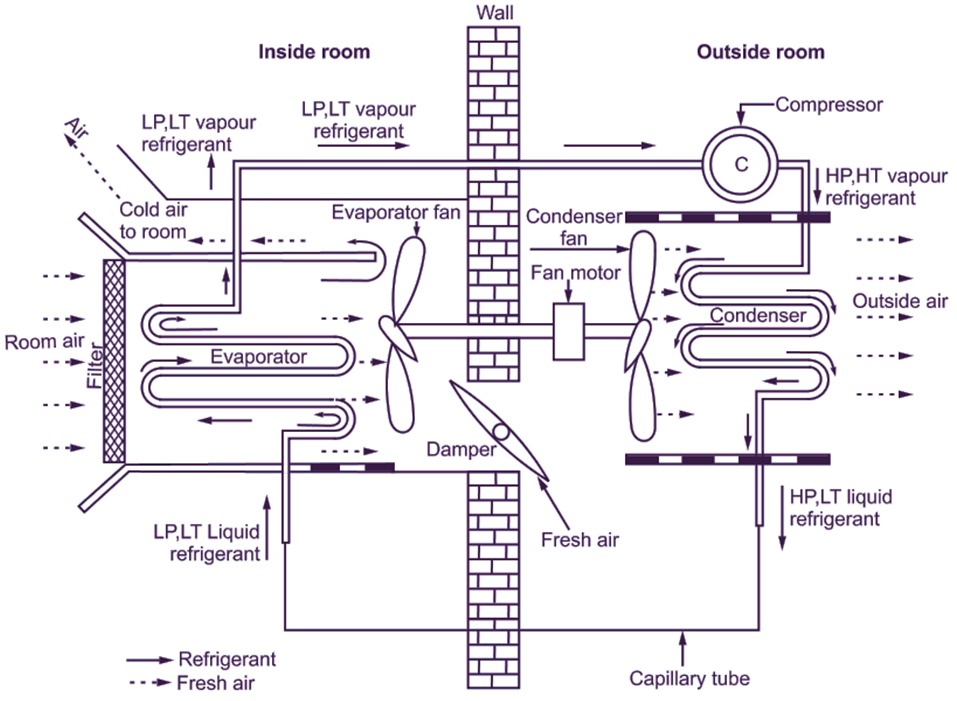 Wall
Inside room
Outside room
Compressor
C
Air
LP,LT vapour
refrigerant
LP,LT vapour
refrigerant
HP,HT vapour
refrigerant
Cold air
to room
Evaporator fan
Condenser
fan
Fan motor
Outside air
Condenser
Room air
Filter
Evaporator
Damper
Fresh air
LP,LT Liquid
refrigerant
HP,LT liquid
refrigerant
Refrigerant
Fresh air
Capillary tube